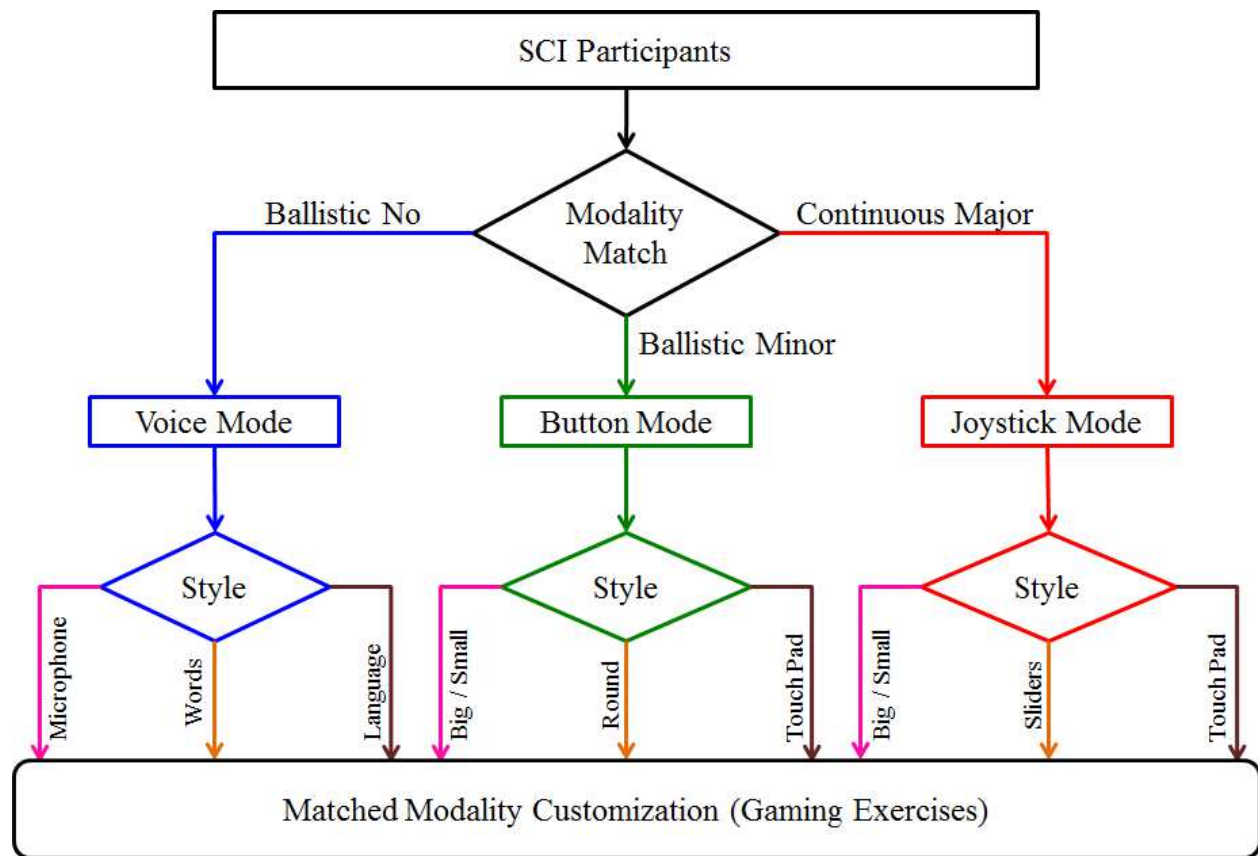 SCI Participants
Modality
Match
Ballistic No
Continuous Major
Ballistic Minor
Voice Mode
Button Mode
Joystick Mode
Style
Style
Style
Microphone
Words
Language
Big / Small
Round
Touch Pad
Big / Small
Sliders
Touch Pad
Matched Modality Customization (Gaming Exercises)